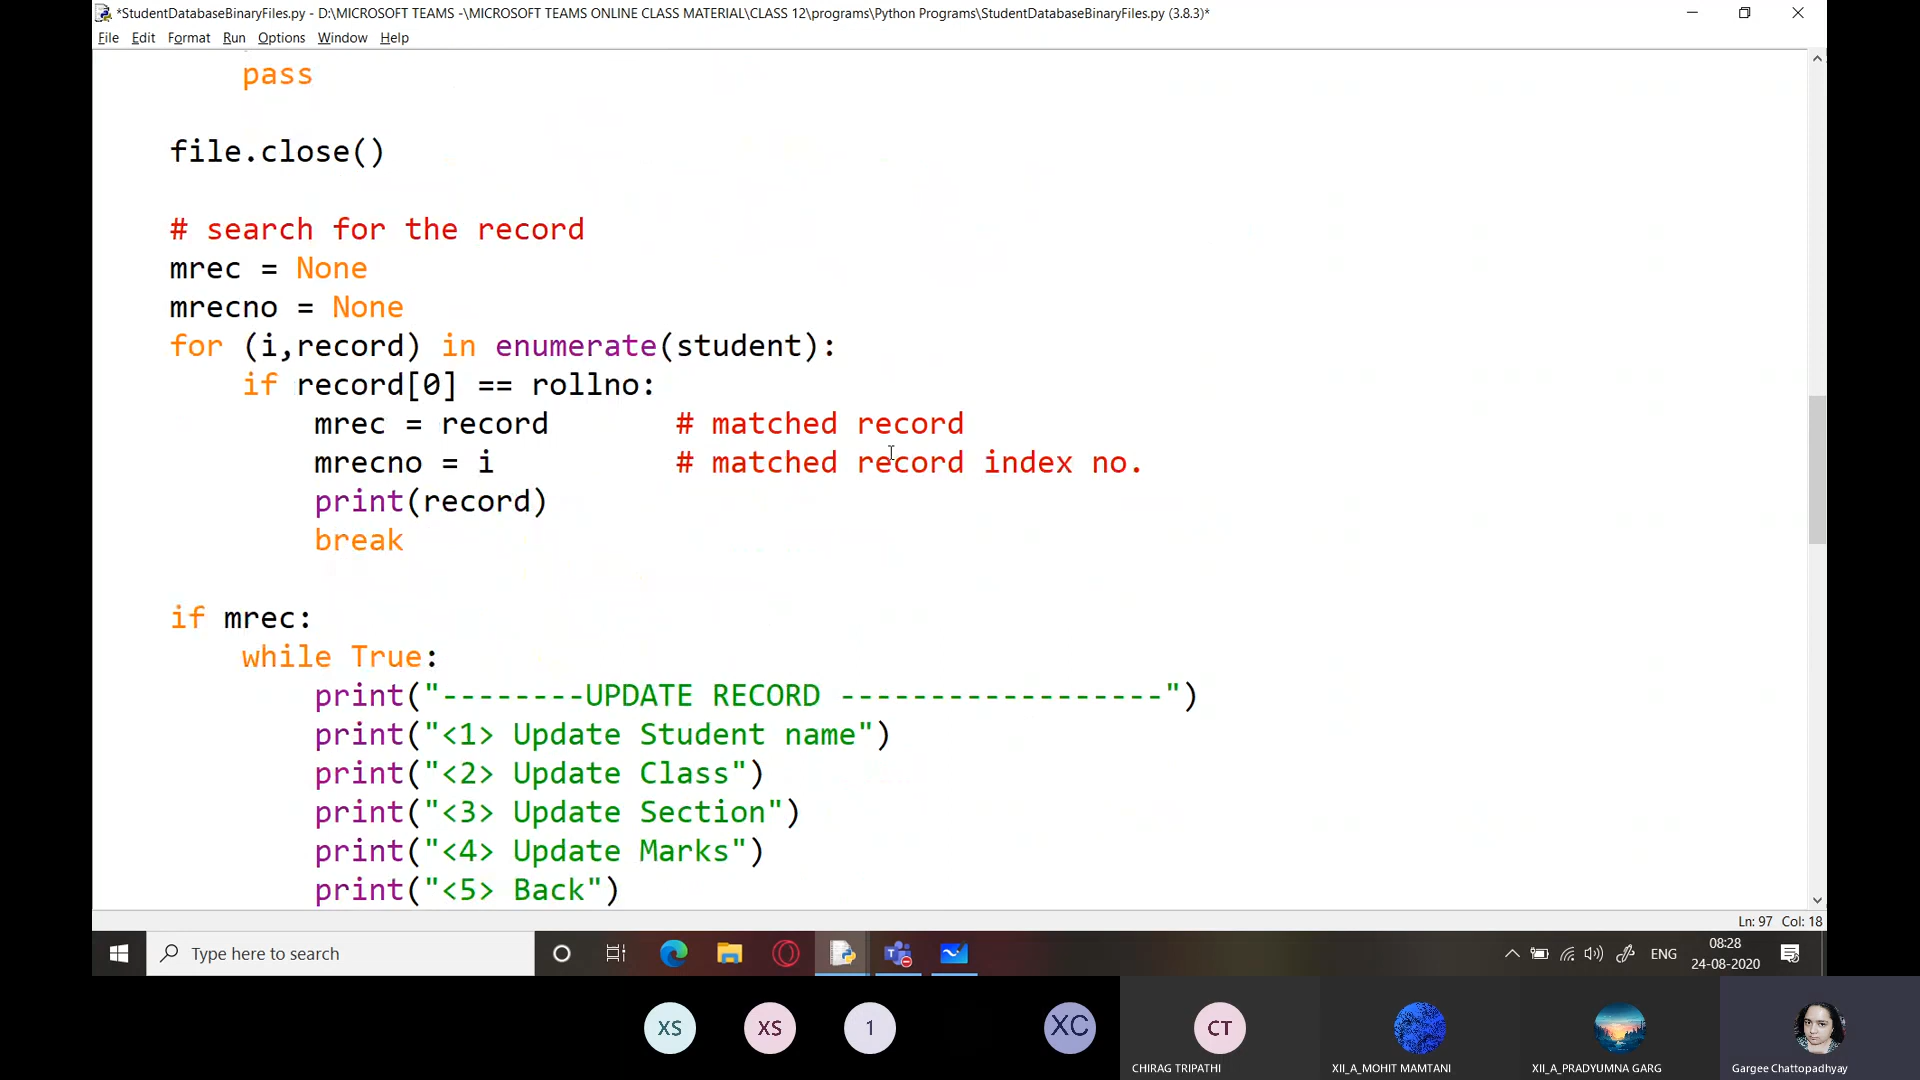 *StudentDatabaseBinaryFiles.py - D:\MICROSOFT TEAMS -\MICROSOFT TEAMS ONLINE CLASS MATERIAL\CLASS 12\programs\Python Programs\StudentDatabaseBinaryFiles.py (3.8.3)*
File Edit Format Run Options Window Help
pass
file.close()
# search for the record
mrec = None
mrecno = None
for (i,record) in enumerate(student):
if record[0] == rollno:
mrec = record # matched record
mrecno = i # matched record index no.
print(record)
break
if mrec:
while True:
print("--------UPDATE RECORD ------------------")
print("<1> Update Student name")
print("<2> Update Class")
print("<3> Update Section")
print("<4> Update Marks")
print("<5> Back")
Ln: 97 Col: 18
Type here to search
ENG
08:28
24-08-2020
XS XS 1 XC CT
CHIRAG TRIPATHI XII_A_MOHIT MAMTANI XII_A_PRADYUMNA GARG Gargee Chattopadhyay